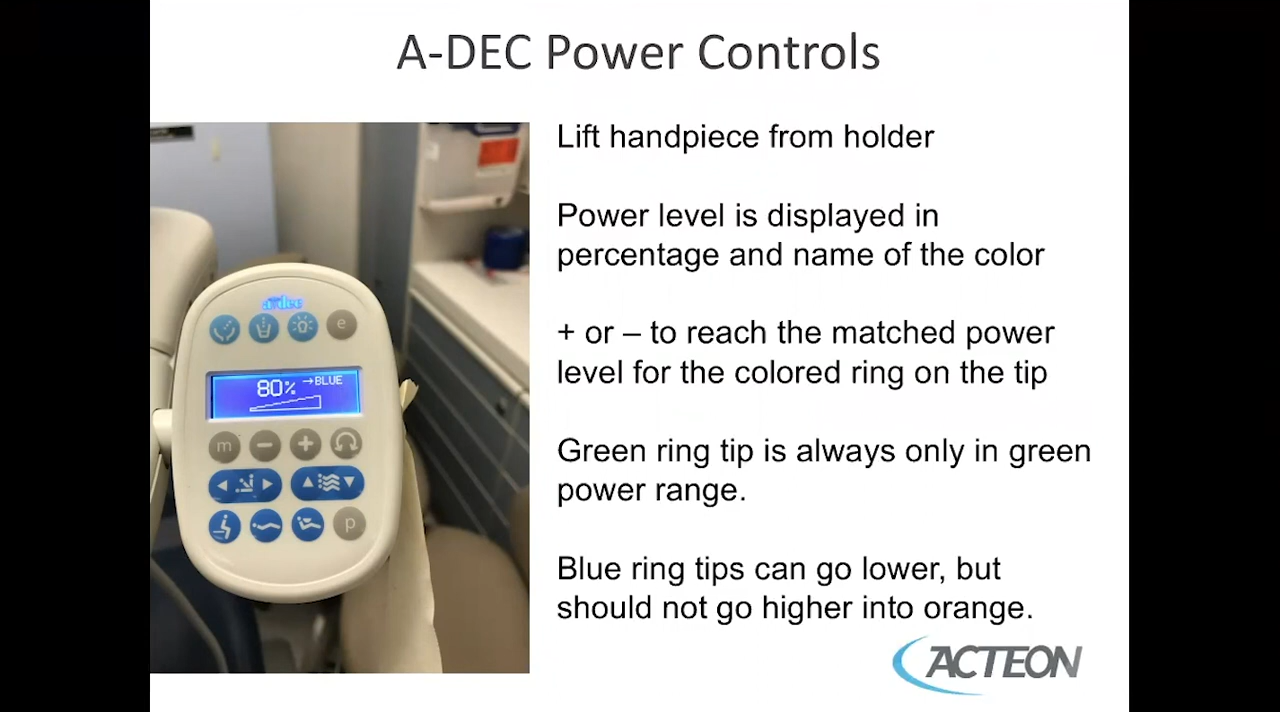 A-DEC Power Controls
Lift handpiece from holder
Power level is displayed in
percentage and name of the color
+ or – to reach the matched power
level for the colored ring on the tip
Green ring tip is always only in green
power range.
Blue ring tips can go lower, but
should not go higher into orange.
ACTEON
a-dec
e
80% →BLUE
m − +
p